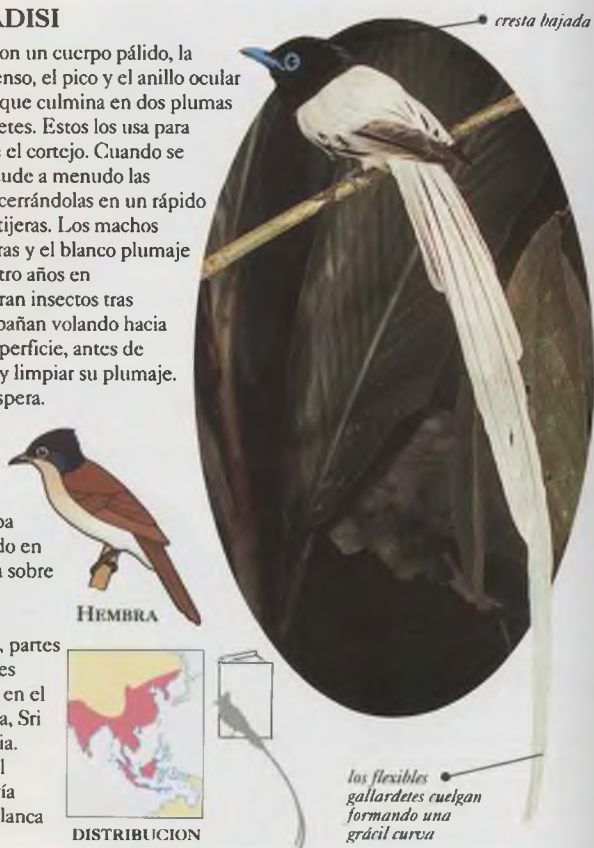 ADISI
cresta bajada
on un cuerpo pálido, la
enso, el pico y el anillo ocular
que culmina en dos plumas
etes. Estos los usa para
e el cortejo. Cuando se
ude a menudo las
cerrándolas en un rápido
tijeras. Los machos
ras y el blanco plumaje
tro años en
ran insectos tras
pañan volando hacia
perficie, antes de
y limpiar su plumaje.
spera.
pa
do en
a sobre
HEMBRA
, partes
es
en el
a, Sri
ia.
l
ía
lanca
DISTRIBUCION
los flexibles
gallardetes cuelgan
formando una
grácil curva